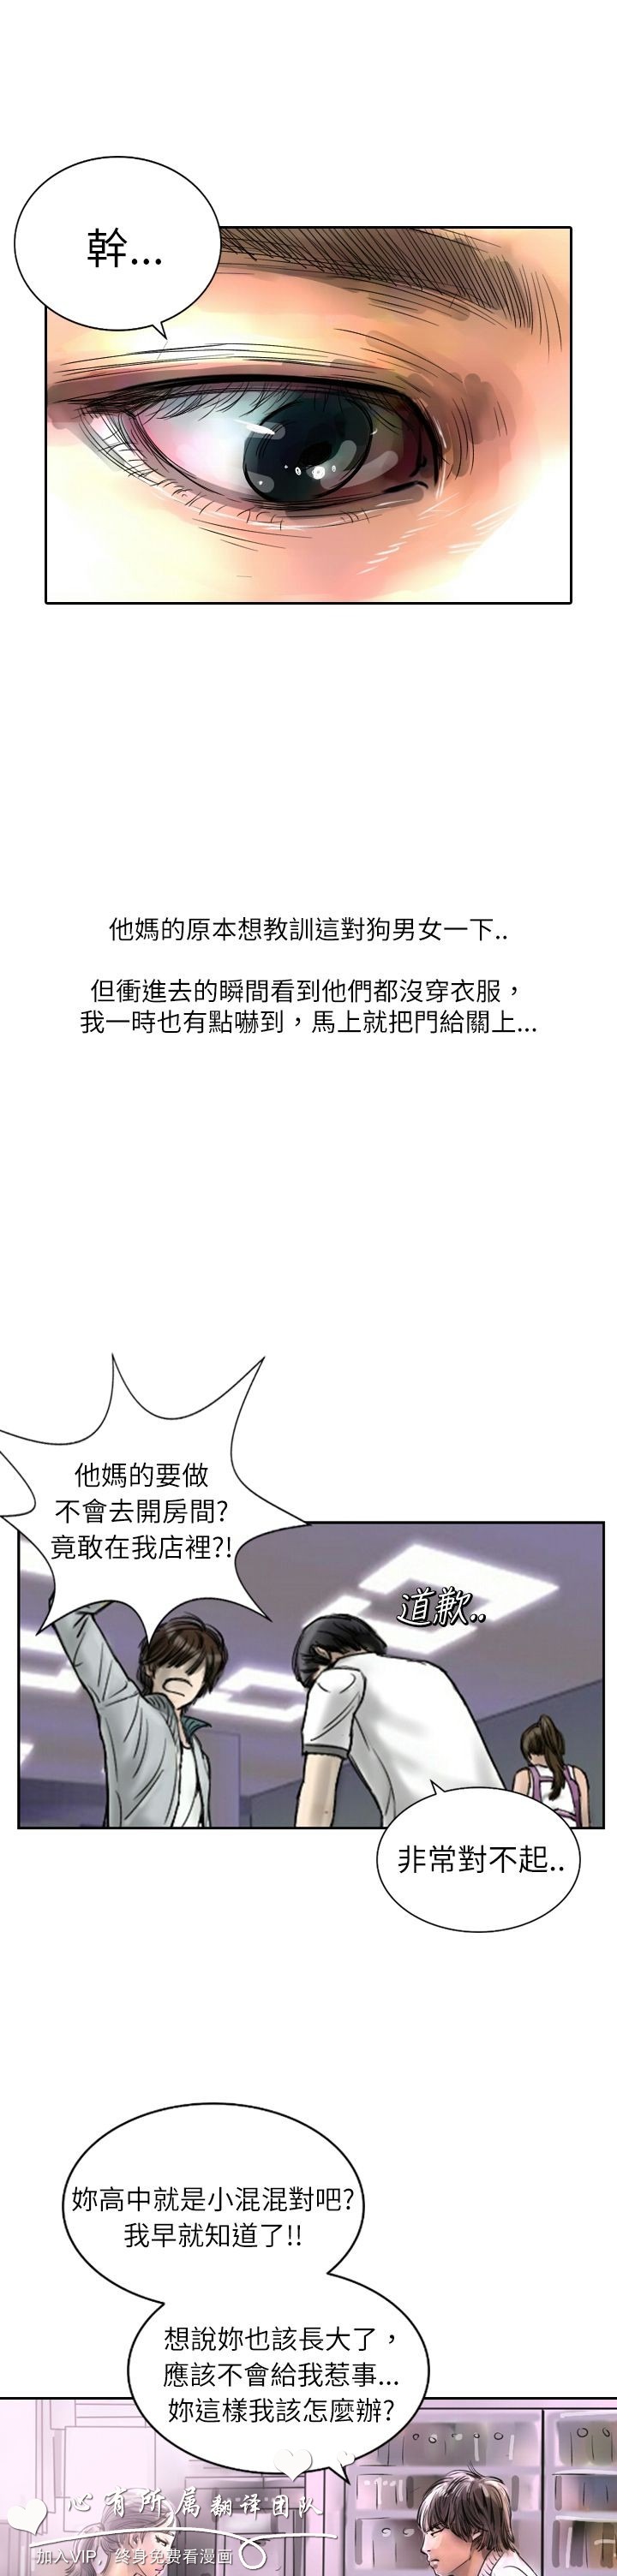 幹...
他媽的原本想教訓這對狗男女一下..
但衝進去的瞬間看到他們都沒穿衣服，
我一時也有點嚇到，馬上就把門給關上...
他媽的要做
不會去開房間?
竟敢在我店裡?!
道歉..
非常對不起..
妳高中就是小混混對吧?
我早就知道了!!
想說妳也該長大了，
應該不會給我惹事...
妳這樣我該怎麼辦?
心有所属翻译团队
加入VIP，终身免费看漫画